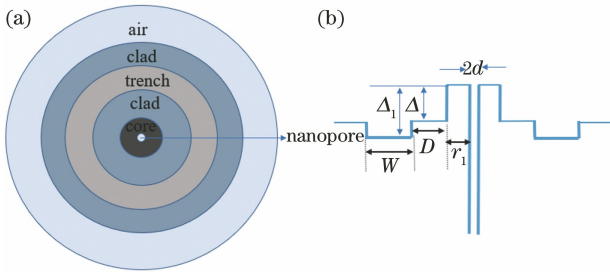 (a)
air
clad
trench
clad
core
nanopore
(b)
2d
Δ₁
Δ
D
r₁
W